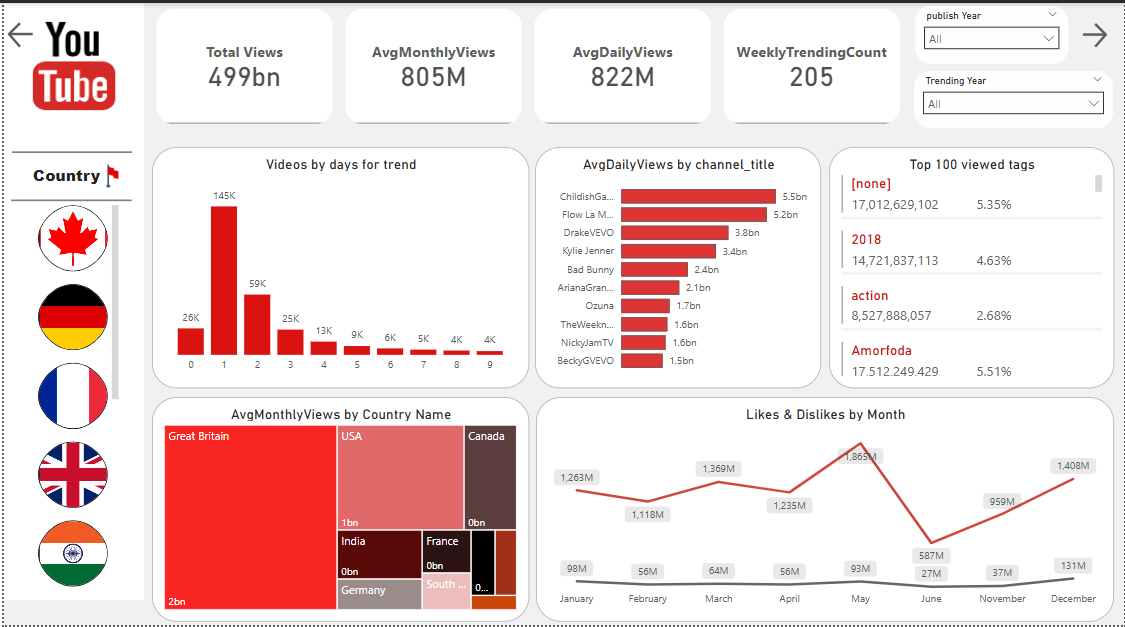 You
Tube
Total Views
499bn
AvgMonthlyViews
805M
AvgDailyViews
822M
WeeklyTrendingCount
205
publish Year
All
Trending Year
All
Country
Videos by days for trend
145K
59K
26K
25K
13K
9K
6K
5K
4K
4K
0 1 2 3 4 5 6 7 8 9
AvgDailyViews by channel_title
ChildishGa... 5.5bn
Flow La M... 5.2bn
DrakeVEVO 3.8bn
Kylie Jenner 3.4bn
Bad Bunny 2.4bn
ArianaGran... 2.1bn
Ozuna 1.7bn
TheWeekn... 1.6bn
NickyJamTV 1.6bn
BeckyGVEVO 1.5bn
Top 100 viewed tags
[none]
17,012,629,102 5.35%
2018
14,721,837,113 4.63%
action
8,527,888,057 2.68%
Amorfoda
17.512.249.429 5.51%
AvgMonthlyViews by Country Name
Great Britain
2bn
USA
1bn
Canada
0bn
India
0bn
France
0bn
Germany
South ...
0...
Likes & Dislikes by Month
1,263M 1,118M 1,369M 1,235M 1,865M 587M 959M 1,408M
98M 56M 64M 56M 93M 27M 37M 131M
January February March April May June November December